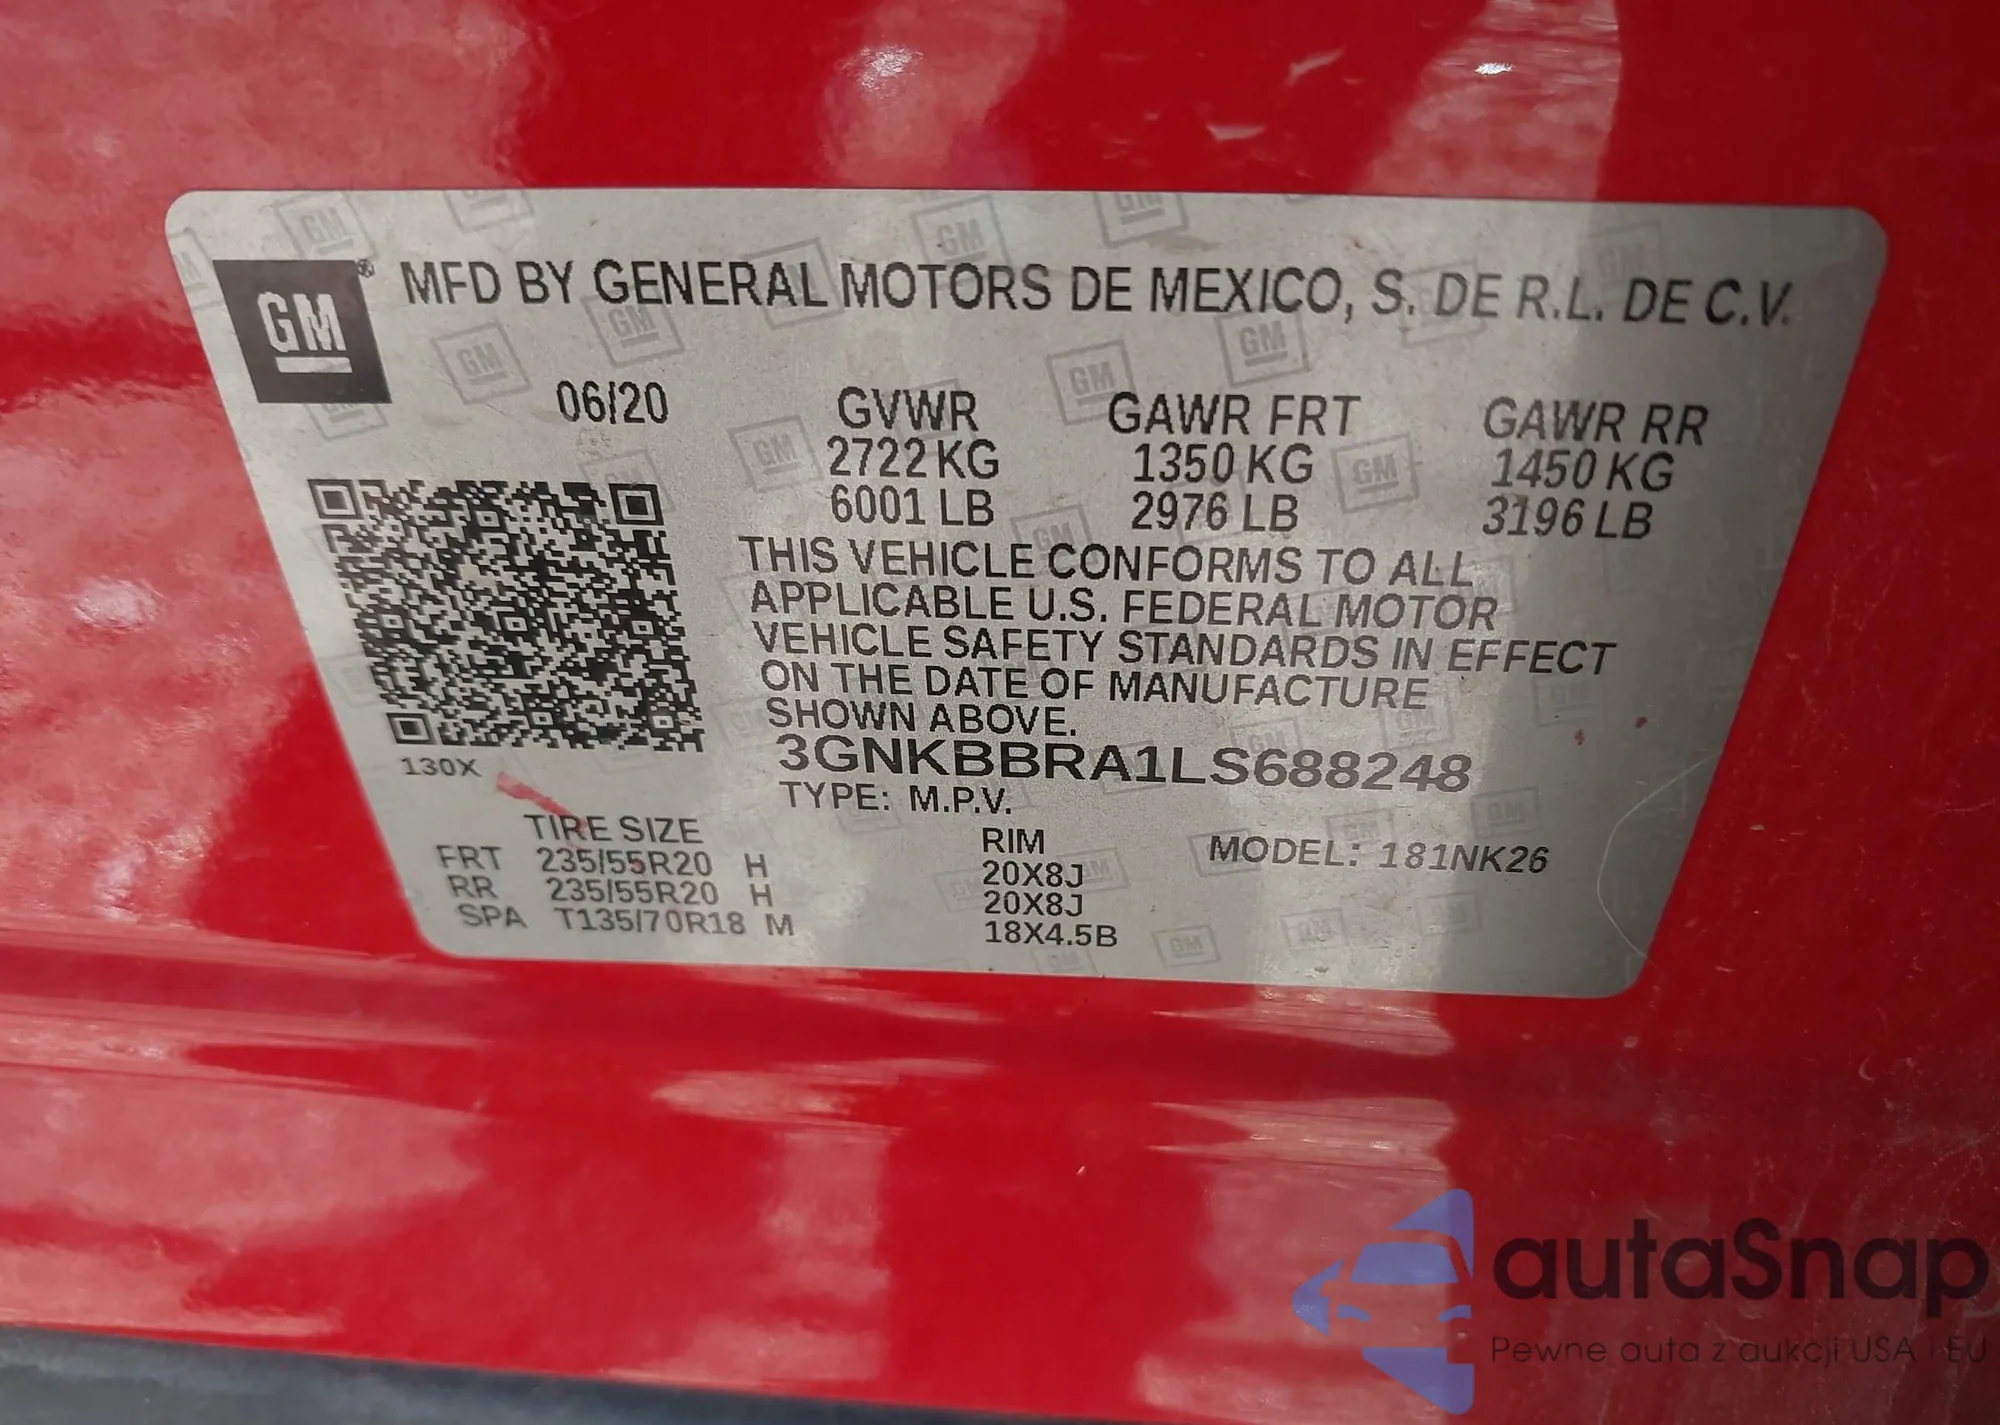 GM® MFD BY GENERAL MOTORS DE MEXICO, S. DE R.L. DE C.V.
06/20 GVWR GAWR FRT GAWR RR
2722 KG 1350 KG 1450 KG
6001 LB 2976 LB 3196 LB
THIS VEHICLE CONFORMS TO ALL
APPLICABLE U.S. FEDERAL MOTOR
VEHICLE SAFETY STANDARDS IN EFFECT
ON THE DATE OF MANUFACTURE
SHOWN ABOVE.
3GNKBBRA1LS688248
130X
TYPE: M.P.V.
TIRE SIZE RIM MODEL: 181NK26
FRT 235/55R20 H 20X8J
RR 235/55R20 H 20X8J
SPA T135/70R18 M 18X4.5B
autaSnap
Pewne auta z aukcji USA i EU